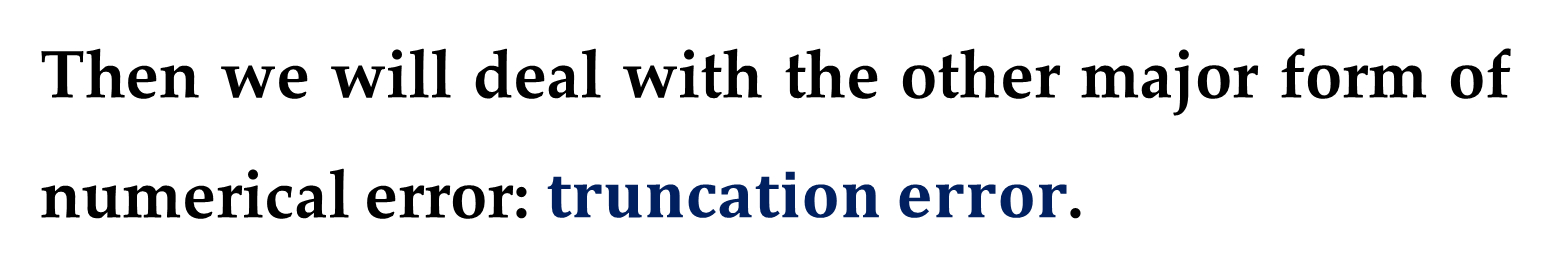 Then we will deal with the other major form of
numerical error: truncation error.